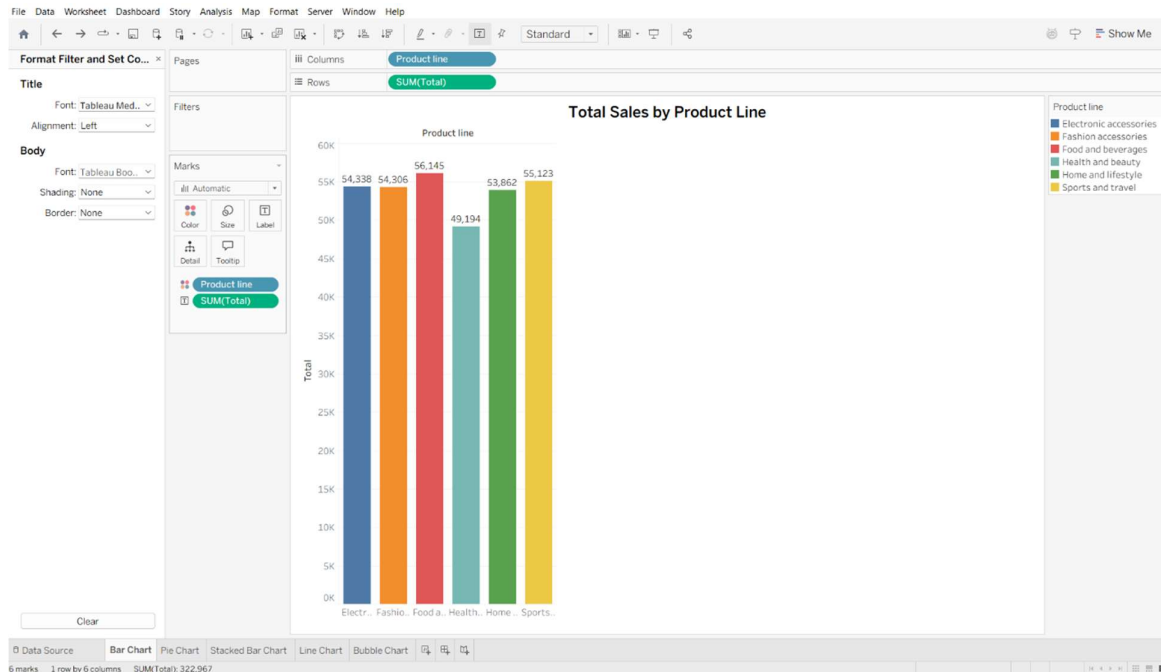 File Data Worksheet Dashboard Story Analysis Map Format Server Window Help
Standard
Show Me
Format Filter and Set Co...
Title
Font: Tableau Med..
Alignment: Left
Body
Font: Tableau Boo..
Shading: None
Border: None
Clear
Pages
Filters
Marks
Automatic
Color Size Label
Detail Tooltip
Product line
SUM(Total)
Columns Product line
Rows SUM(Total)
Total Sales by Product Line
Product line
60K
55K
50K
45K
40K
35K
30K
25K
20K
15K
10K
5K
0K
Total
54,338 54,306 56,145 49,194 53,862 55,123
Electr.. Fashio.. Food a.. Health.. Home .. Sports..
Product line
Electronic accessories
Fashion accessories
Food and beverages
Health and beauty
Home and lifestyle
Sports and travel
Data Source Bar Chart Pie Chart Stacked Bar Chart Line Chart Bubble Chart
6 marks 1 row by 6 columns SUM(Total): 322,967